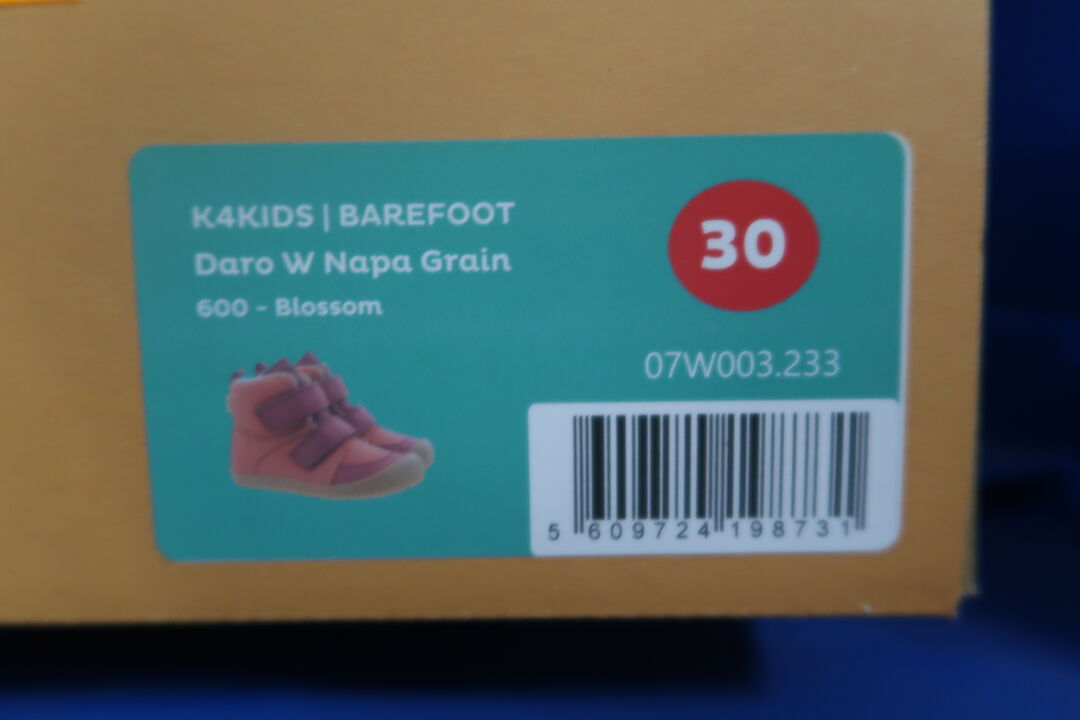 K4KIDS | BAREFOOT
Daro W Napa Grain
600 - Blossom
30
07W003.233
5 609724 198731